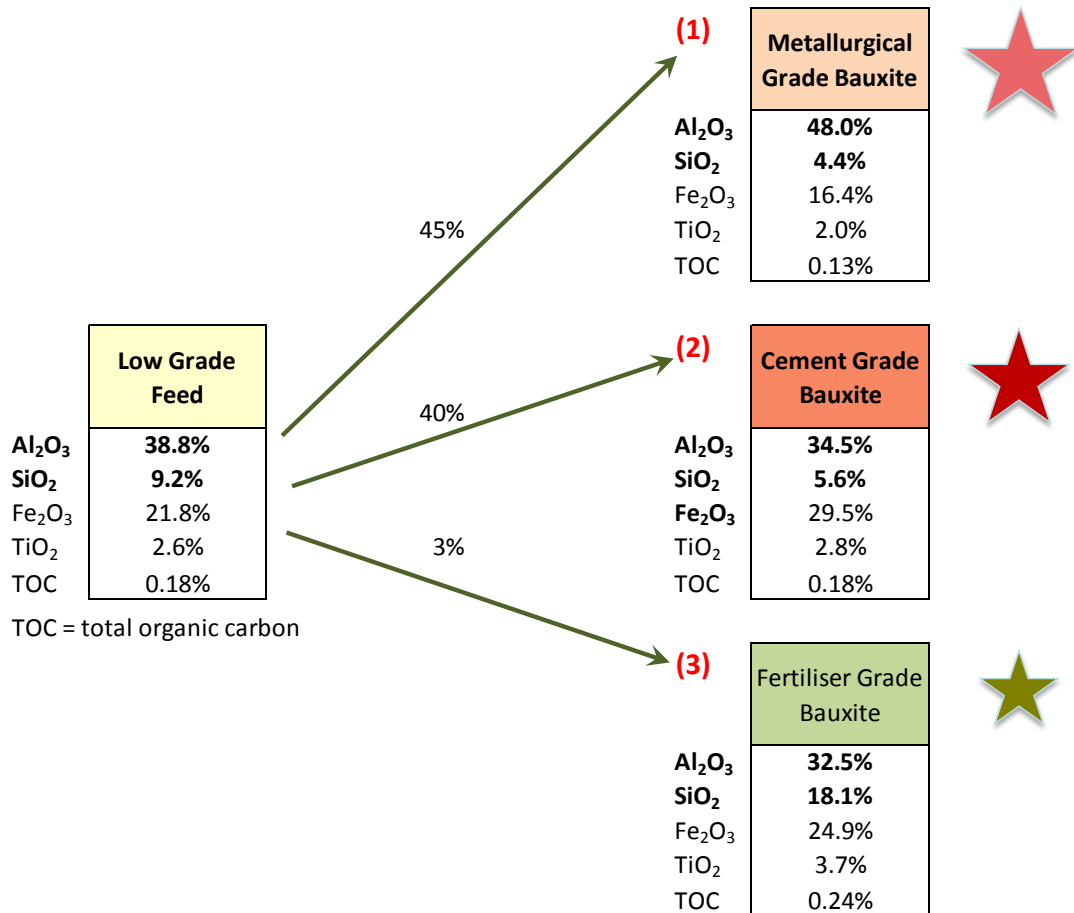 (1)
Metallurgical
Grade Bauxite
Al₂O₃ 48.0%
SiO₂ 4.4%
Fe₂O₃ 16.4%
TiO₂ 2.0%
TOC 0.13%
45%
Low Grade
Feed
Al₂O₃ 38.8%
SiO₂ 9.2%
Fe₂O₃ 21.8%
TiO₂ 2.6%
TOC 0.18%
TOC = total organic carbon
40%
3%
(2)
Cement Grade
Bauxite
Al₂O₃ 34.5%
SiO₂ 5.6%
Fe₂O₃ 29.5%
TiO₂ 2.8%
TOC 0.18%
(3)
Fertiliser Grade
Bauxite
Al₂O₃ 32.5%
SiO₂ 18.1%
Fe₂O₃ 24.9%
TiO₂ 3.7%
TOC 0.24%